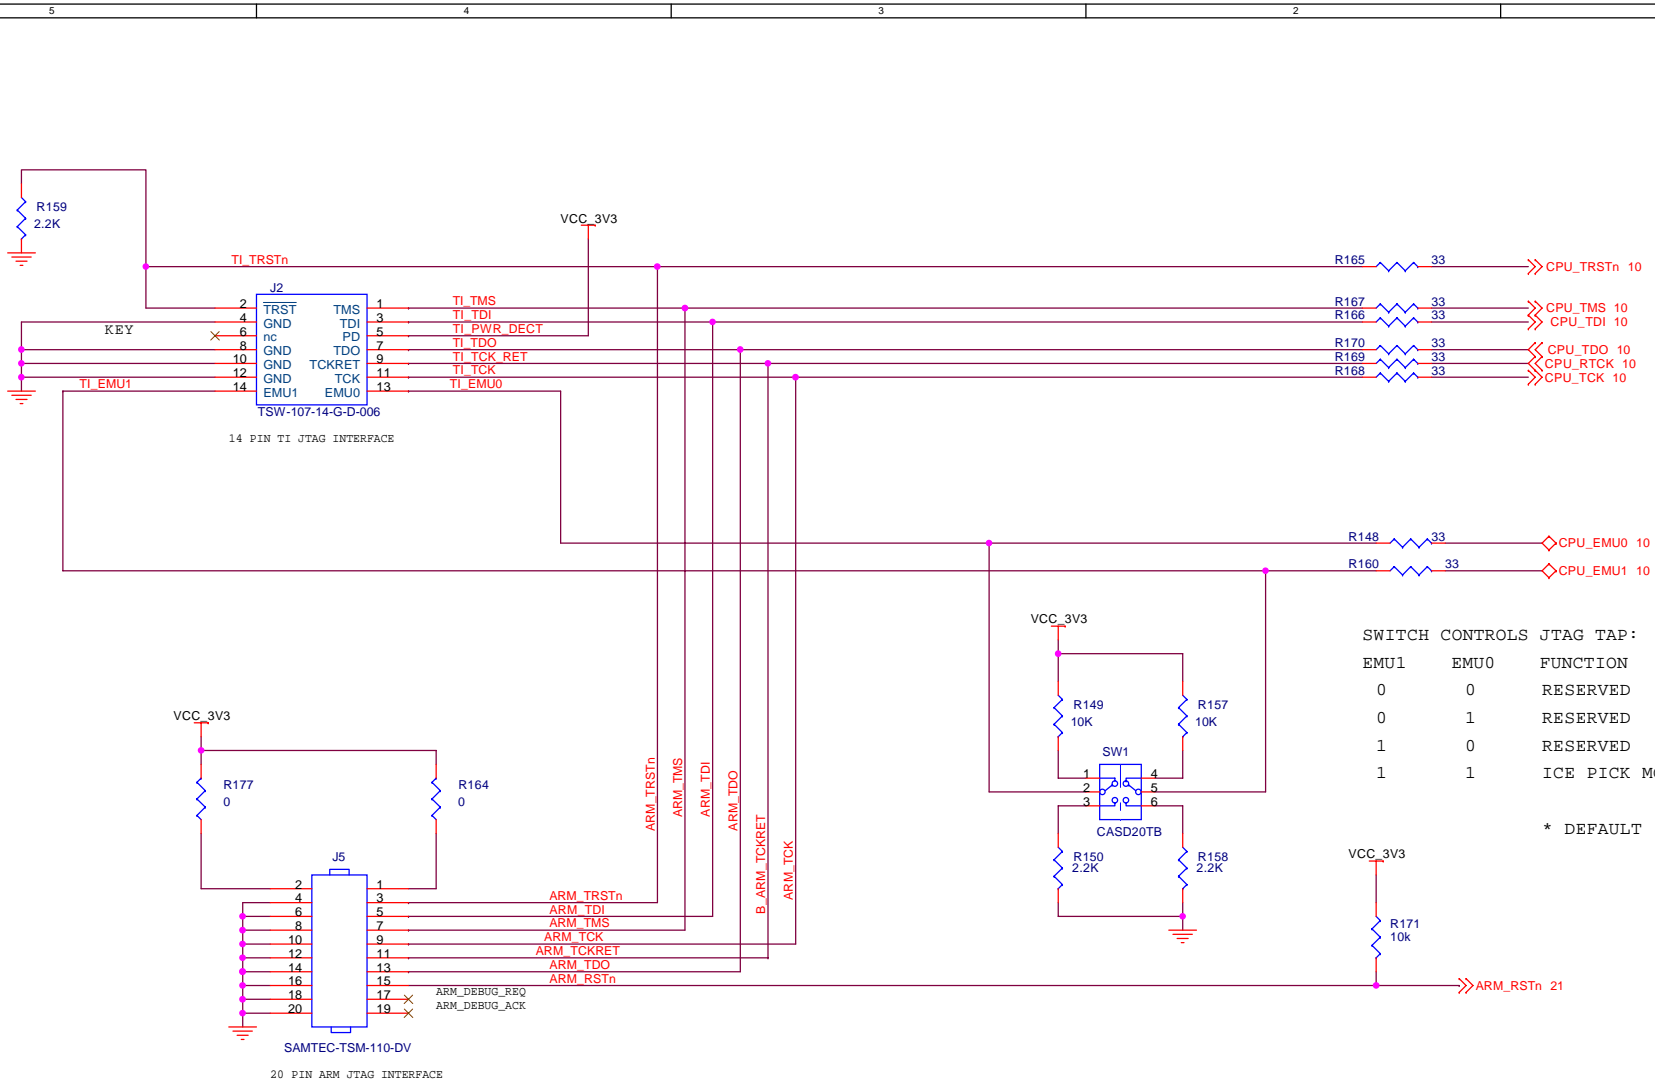 5 4 3 2
R159
2.2K
VCC_3V3
TI_TRSTn R165 33 CPU_TRSTn 10
J2
2 TRST TMS 1 TI_TMS R167 33 CPU_TMS 10
4 GND TDI 3 TI_TDI R166 33 CPU_TDI 10
KEY 6 nc PD 5 TI_PWR_DECT
8 GND TDO 7 TI_TDO R170 33 CPU_TDO 10
10 GND TCKRET 9 TI_TCK_RET R169 33 CPU_RTCK 10
12 GND TCK 11 TI_TCK R168 33 CPU_TCK 10
TI_EMU1 14 EMU1 EMU0 13 TI_EMU0
TSW-107-14-G-D-006
14 PIN TI JTAG INTERFACE
R148 33 CPU_EMU0 10
R160 33 CPU_EMU1 10
VCC_3V3
SWITCH CONTROLS JTAG TAP:
EMU1 EMU0 FUNCTION
0 0 RESERVED
0 1 RESERVED
1 0 RESERVED
1 1 ICE PICK MO
* DEFAULT
R149
10K
R157
10K
SW1
1 4
2 5
3 6
CASD20TB
R150
2.2K
R158
2.2K
VCC_3V3
R177
0
R164
0
ARM_TRSTn
ARM_TMS
ARM_TDI
ARM_TDO
B_ARM_TCKRET
ARM_TCK
VCC_3V3
R171
10k
J5
2 1
4 3 ARM_TRSTn
6 5 ARM_TDI
8 7 ARM_TMS
10 9 ARM_TCK
12 11 ARM_TCKRET
14 13 ARM_TDO
16 15 ARM_RSTn ARM_RSTn 21
18 17 ARM_DEBUG_REQ
20 19 ARM_DEBUG_ACK
SAMTEC-TSM-110-DV
20 PIN ARM JTAG INTERFACE